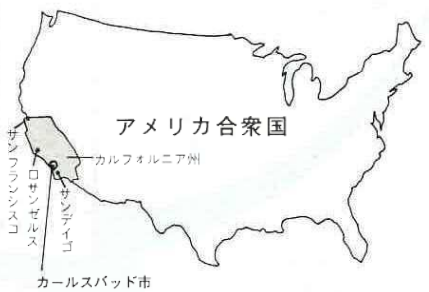 アメリカ合衆国
カルフォルニア州
サンフランシスコ
ロサンゼルス
サンディゴ
カールスバッド市